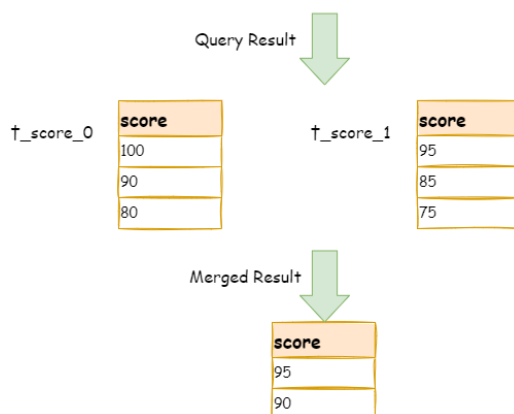 Query Result
t_score_0
score
100
90
80
t_score_1
score
95
85
75
Merged Result
score
95
90